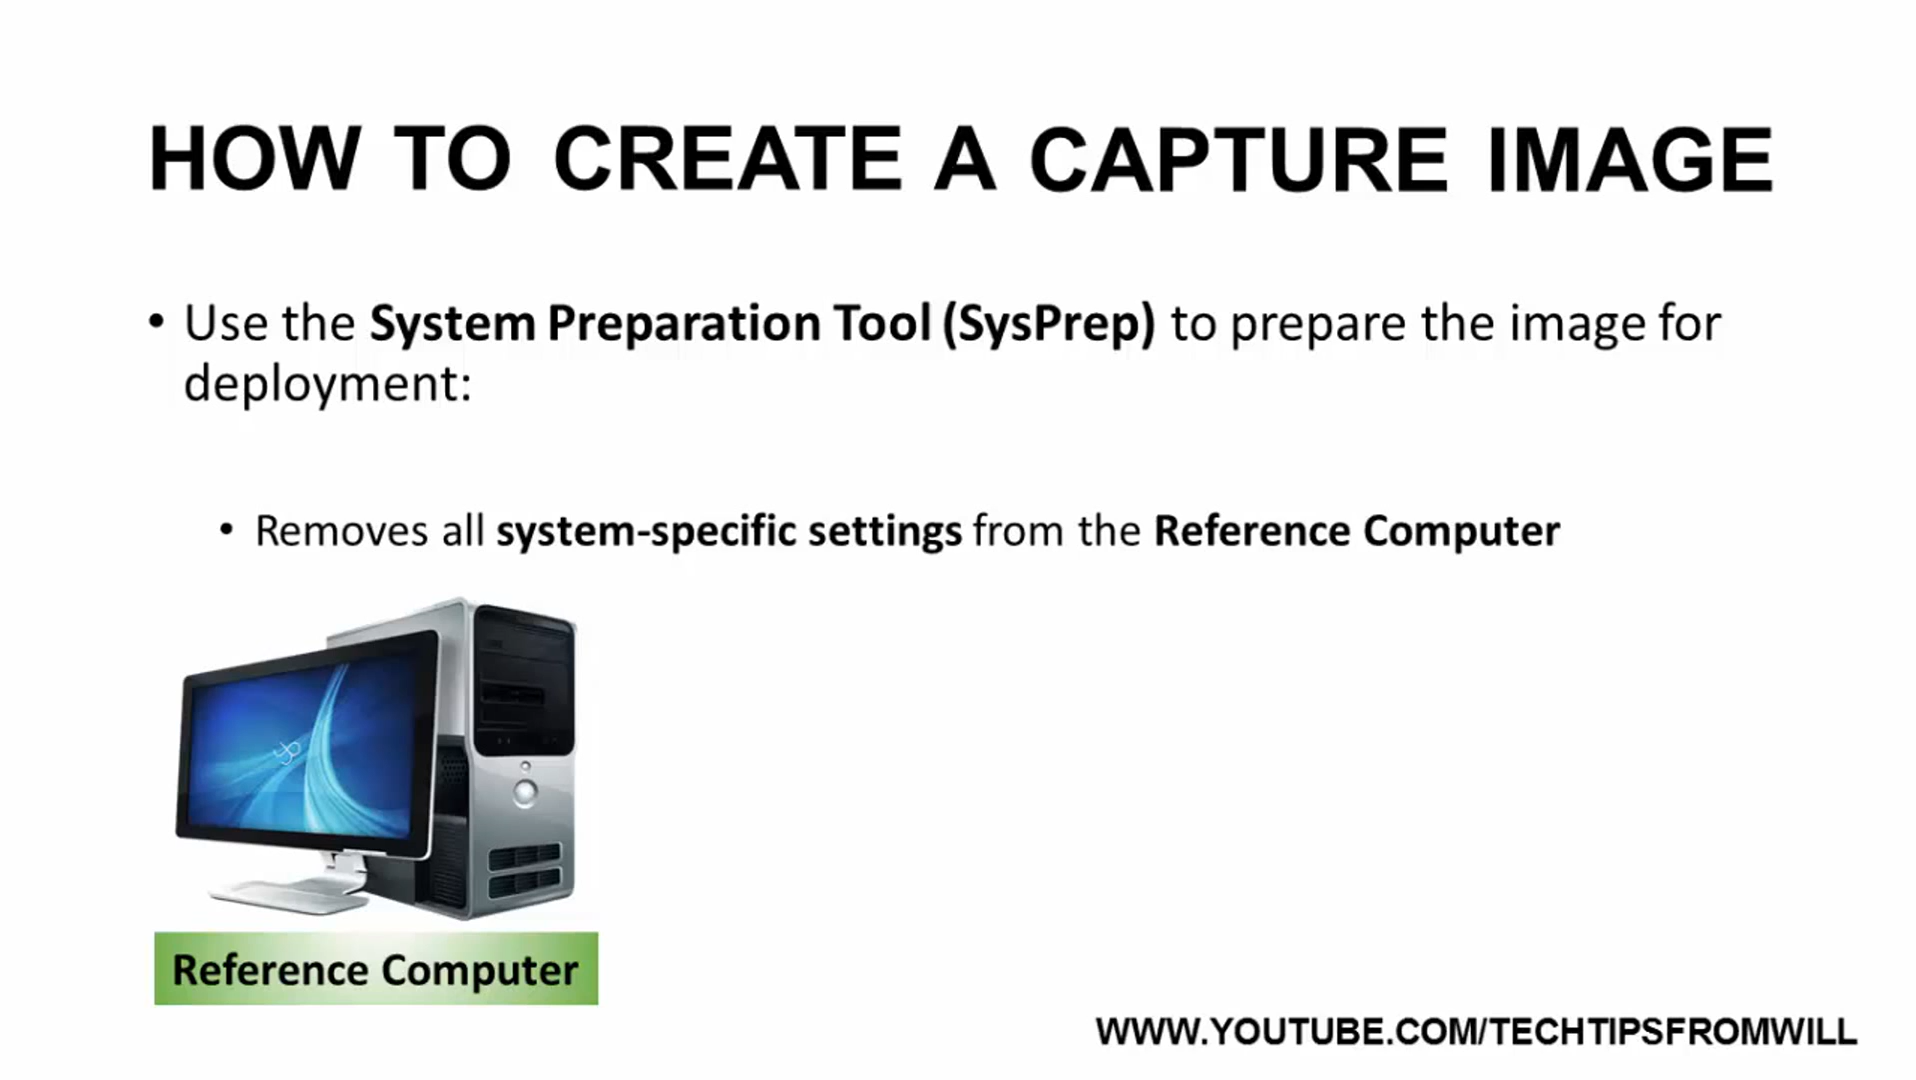 HOW TO CREATE A CAPTURE IMAGE
• Use the System Preparation Tool (SysPrep) to prepare the image for
deployment:
• Removes all system-specific settings from the Reference Computer
Reference Computer
WWW.YOUTUBE.COM/TECHTIPSFROMWILL